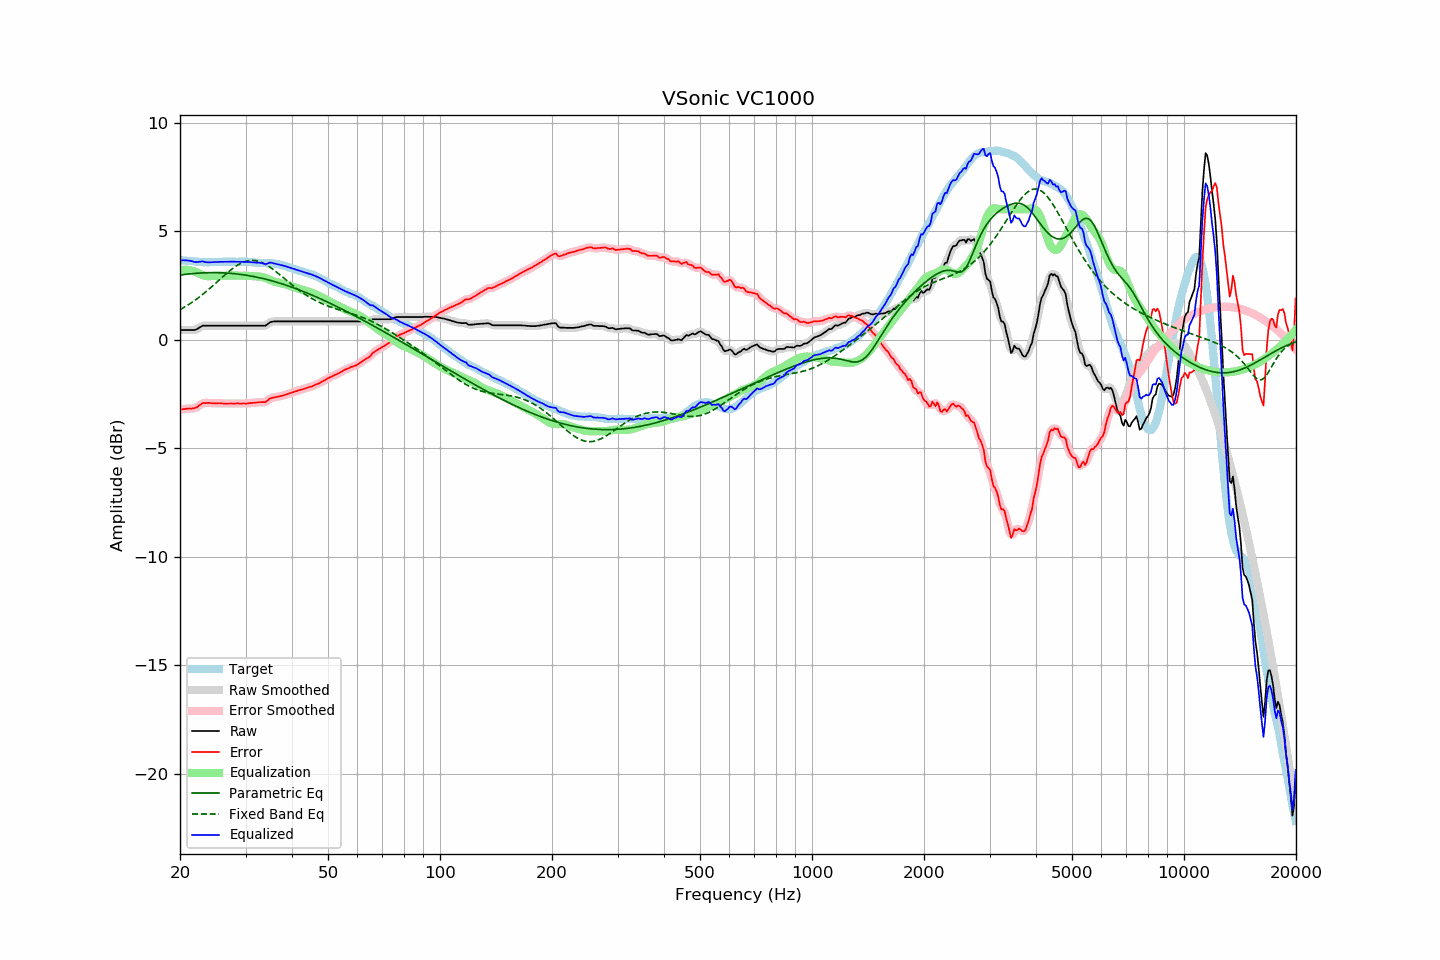 VSonic VC1000
10
5
0
−5
−10
−15
−20
Amplitude (dBr)
Target
Raw Smoothed
Error Smoothed
Raw
Error
Equalization
Parametric Eq
Fixed Band Eq
Equalized
20 50 100 200 500 1000 2000 5000 10000 20000
Frequency (Hz)